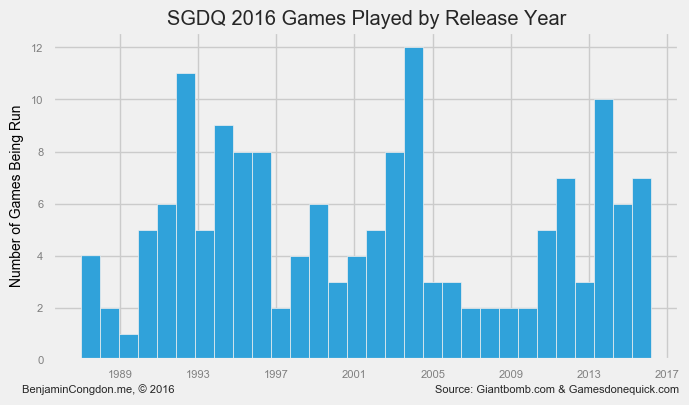 SGDQ 2016 Games Played by Release Year
Number of Games Being Run
12
10
8
6
4
2
0
1989 1993 1997 2001 2005 2009 2013 2017
BenjaminCongdon.me, © 2016 Source: Giantbomb.com & Gamesdonequick.com